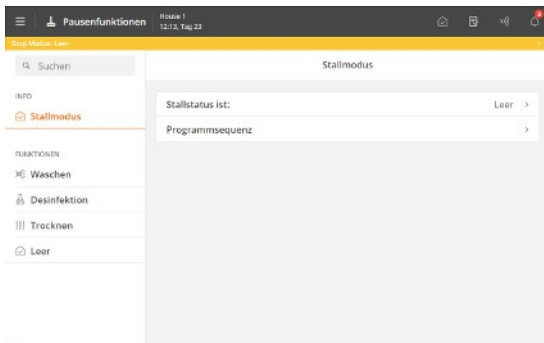 Pausenfunktionen
House 1
12:13, Tag 23
3
Stop Modus: Leer
Suchen
Stallmodus
INFO
Stallmodus
Stallstatus ist: Leer
Programmsequenz
FUNKTIONEN
Waschen
Desinfektion
Trocknen
Leer